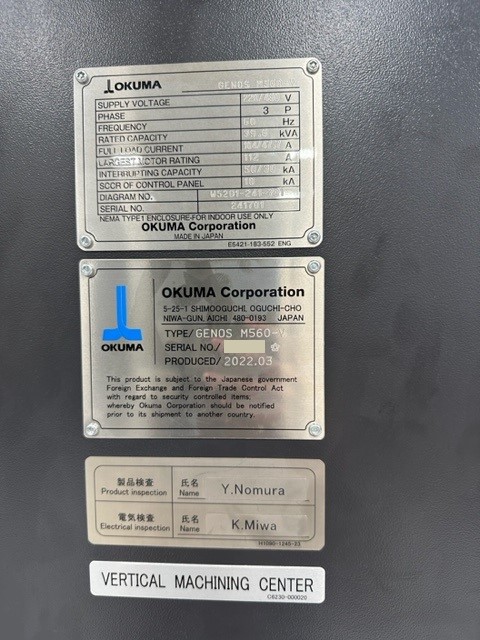 OKUMA GENOS M560-V
SUPPLY VOLTAGE V
PHASE 3 P
FREQUENCY 60 Hz
RATED CAPACITY kVA
FULL-LOAD CURRENT A
LARGEST MOTOR RATING A
INTERRUPTING CAPACITY kA
SCCR OF CONTROL PANEL kA
DIAGRAM NO.
SERIAL NO.
NEMA TYPE1 ENCLOSURE-FOR INDOOR USE ONLY
OKUMA Corporation
MADE IN JAPAN
E5421-183-552 ENG
OKUMA
OKUMA Corporation
5-25-1 SHIMOOGUCHI, OGUCHI-CHO
NIWA-GUN, AICHI 480-0193 JAPAN
TYPE/GENOS M560-V
SERIAL NO./
PRODUCED/2022.03
This product is subject to the Japanese government
Foreign Exchange and Foreign Trade Control Act
with regard to security controlled items;
whereby Okuma Corporation should be notified
prior to its shipment to another country.
製品検査 氏名
Product inspection Name Y.Nomura
電気検査 氏名
Electrical inspection Name K.Miwa
VERTICAL MACHINING CENTER